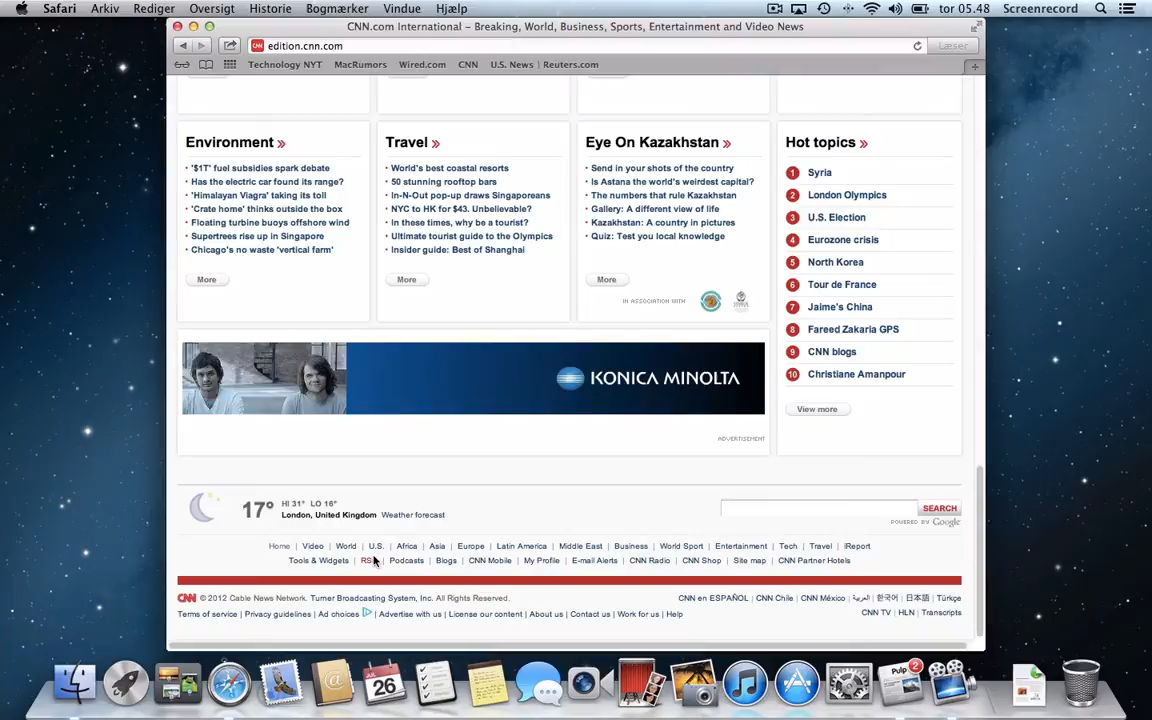 Safari Arkiv Rediger Oversigt Historie Bogmærker Vindue Hjælp tor 05.48 Screenrecord
CNN.com International – Breaking, World, Business, Sports, Entertainment and Video News
CNN edition.cnn.com Læser
Technology NYT MacRumors Wired.com CNN U.S. News | Reuters.com
Environment »
• '$1T' fuel subsidies spark debate
• Has the electric car found its range?
• 'Himalayan Viagra' taking its toll
• 'Crate home' thinks outside the box
• Floating turbine buoys offshore wind
• Supertrees rise up in Singapore
• Chicago's no waste 'vertical farm'
More
Travel »
• World's best coastal resorts
• 50 stunning rooftop bars
• In-N-Out pop-up draws Singaporeans
• NYC to HK for $43. Unbelievable?
• In these times, why be a tourist?
• Ultimate tourist guide to the Olympics
• Insider guide: Best of Shanghai
More
Eye On Kazakhstan »
• Send in your shots of the country
• Is Astana the world's weirdest capital?
• The numbers that rule Kazakhstan
• Gallery: A different view of life
• Kazakhstan: A country in pictures
• Quiz: Test you local knowledge
More
IN ASSOCIATION WITH
Hot topics »
1 Syria
2 London Olympics
3 U.S. Election
4 Eurozone crisis
5 North Korea
6 Tour de France
7 Jaime's China
8 Fareed Zakaria GPS
9 CNN blogs
10 Christiane Amanpour
View more
KONICA MINOLTA
ADVERTISEMENT
17° HI 31° LO 16°
London, United Kingdom Weather forecast
SEARCH
POWERED BY Google
Home | Video | World | U.S. | Africa | Asia | Europe | Latin America | Middle East | Business | World Sport | Entertainment | Tech | Travel | iReport
Tools & Widgets | RSS | Podcasts | Blogs | CNN Mobile | My Profile | E-mail Alerts | CNN Radio | CNN Shop | Site map | CNN Partner Hotels
CNN © 2012 Cable News Network. Turner Broadcasting System, Inc. All Rights Reserved.
Terms of service | Privacy guidelines | Ad choices | Advertise with us | License our content | About us | Contact us | Work for us | Help
CNN en ESPAÑOL | CNN Chile | CNN México | العربية | 한국어 | 日本語 | Türkçe
CNN TV | HLN | Transcripts
JUL
26
Pulp
2